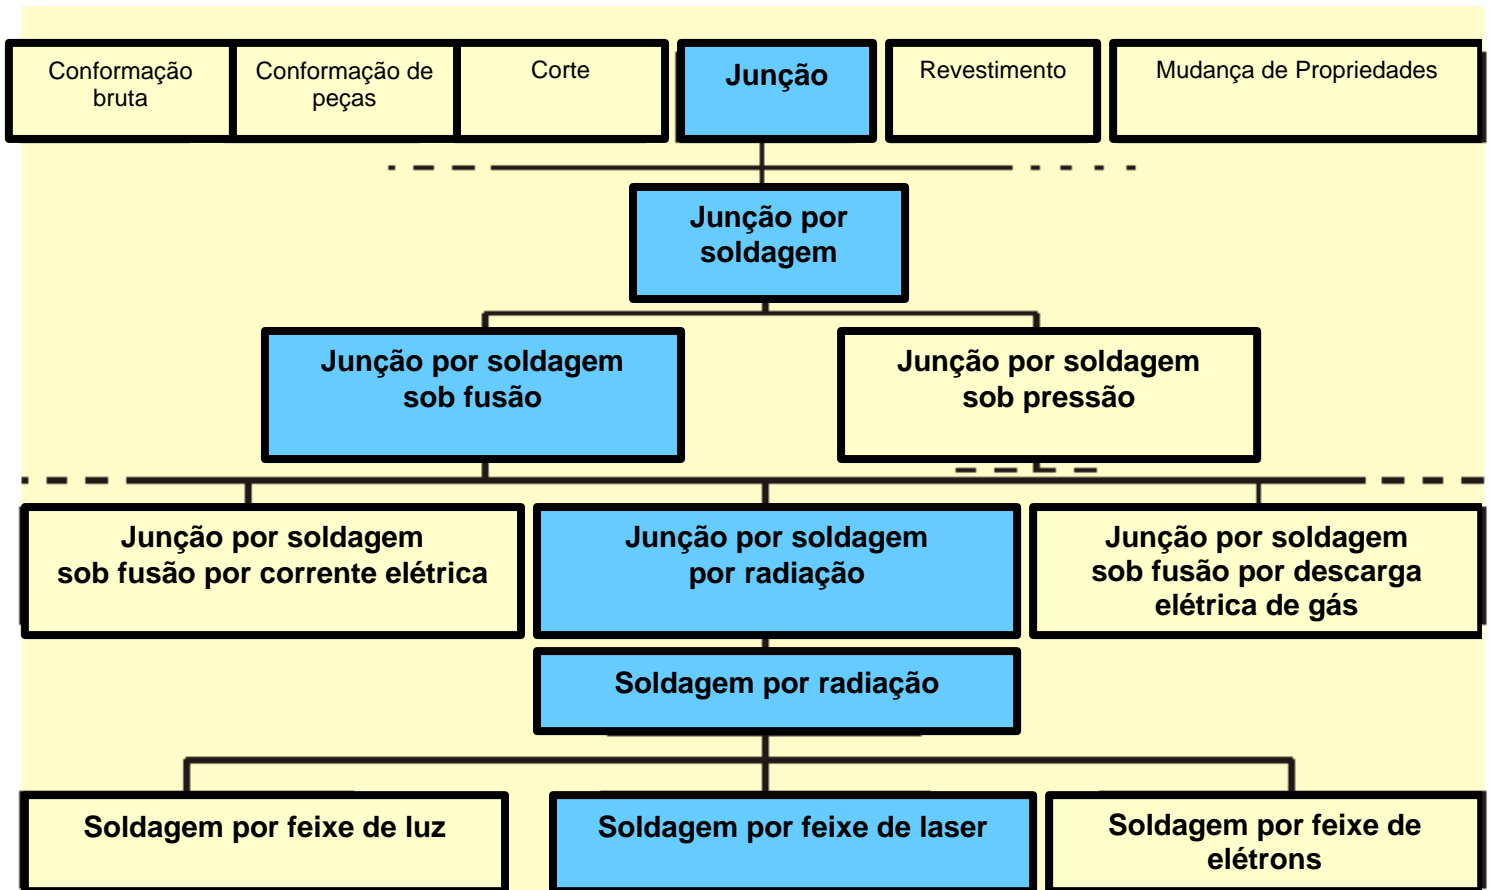 Conformação
bruta
Conformação de
peças
Corte
Junção
Revestimento
Mudança de Propriedades
Junção por
soldagem
Junção por soldagem
sob fusão
Junção por soldagem
sob pressão
Junção por soldagem
sob fusão por corrente elétrica
Junção por soldagem
por radiação
Junção por soldagem
sob fusão por descarga
elétrica de gás
Soldagem por radiação
Soldagem por feixe de luz
Soldagem por feixe de laser
Soldagem por feixe de
elétrons